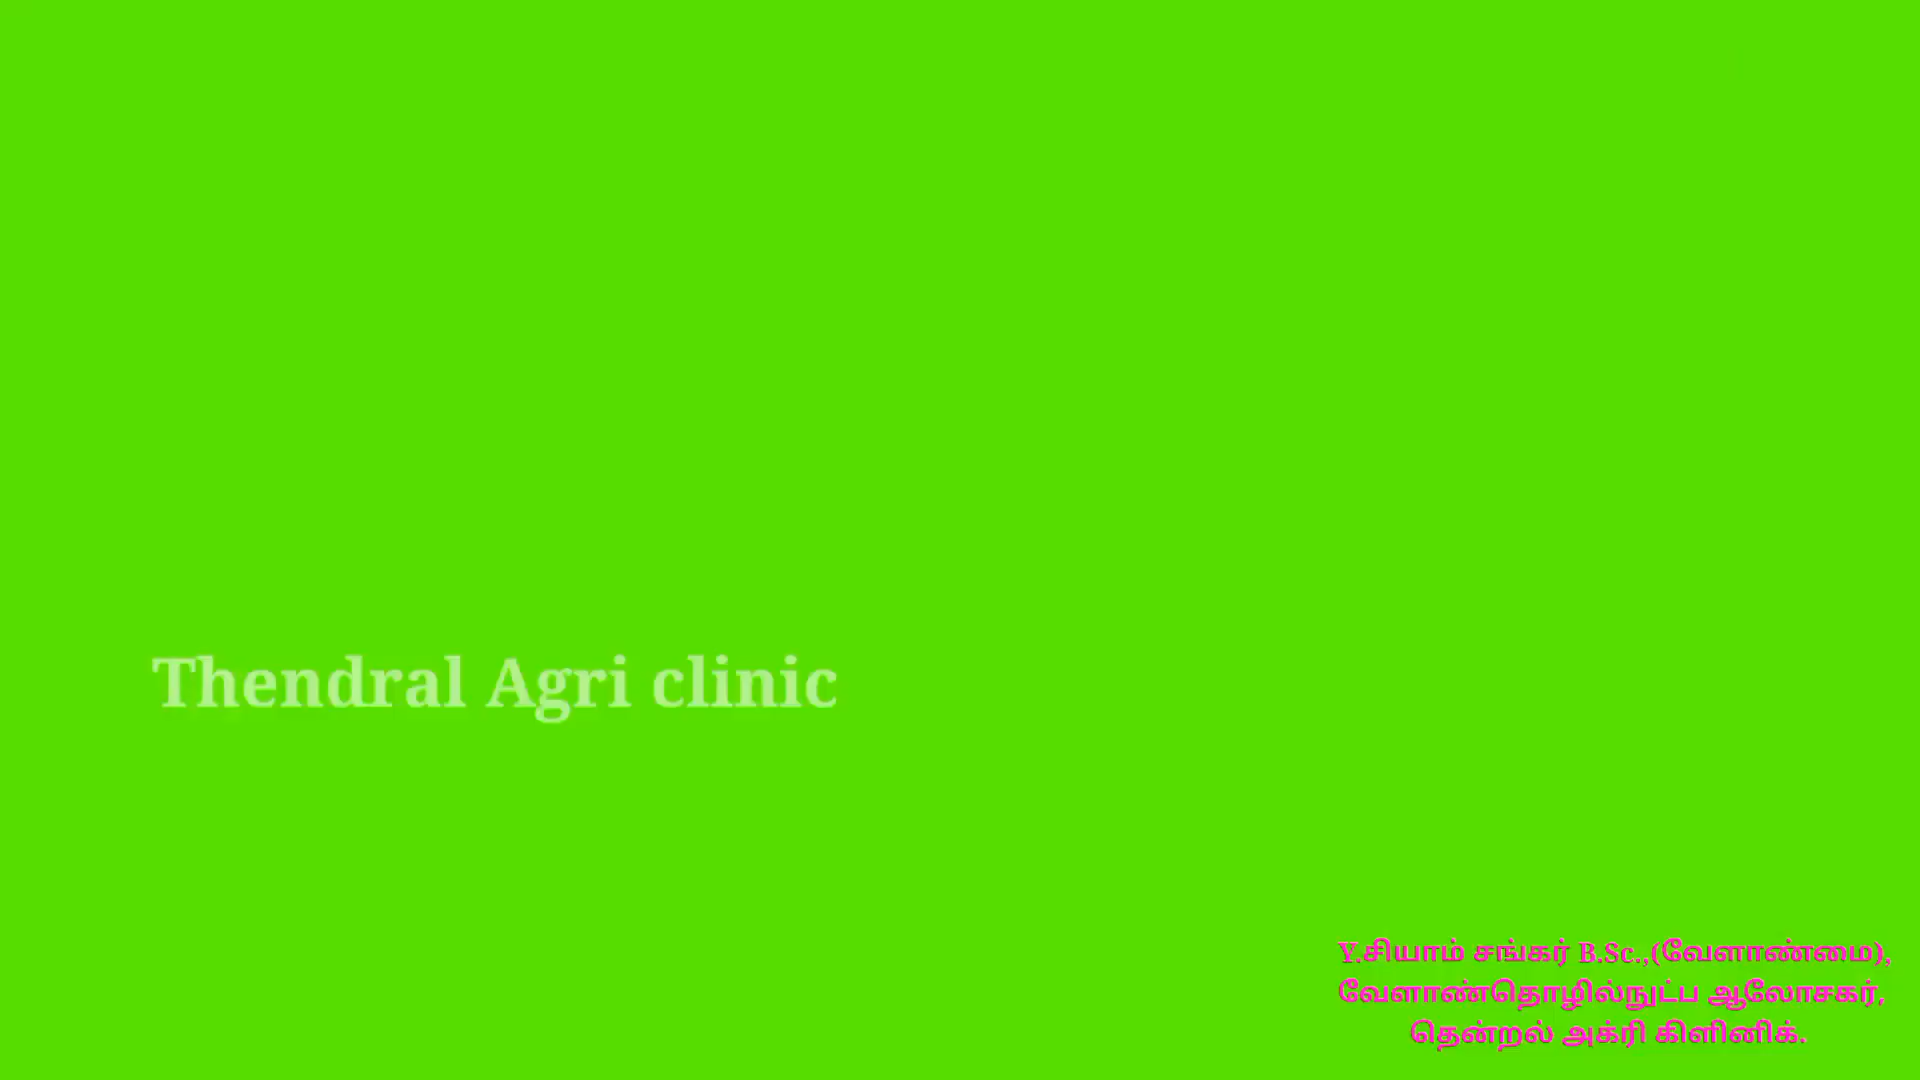 Thendral Agri clinic
Y.சியாம் சங்கர் B.Sc.,(வேளாண்மை),
வேளாண்தொழில்நுட்ப ஆலோசகர்,
தென்றல் அக்ரி கிளினிக்.